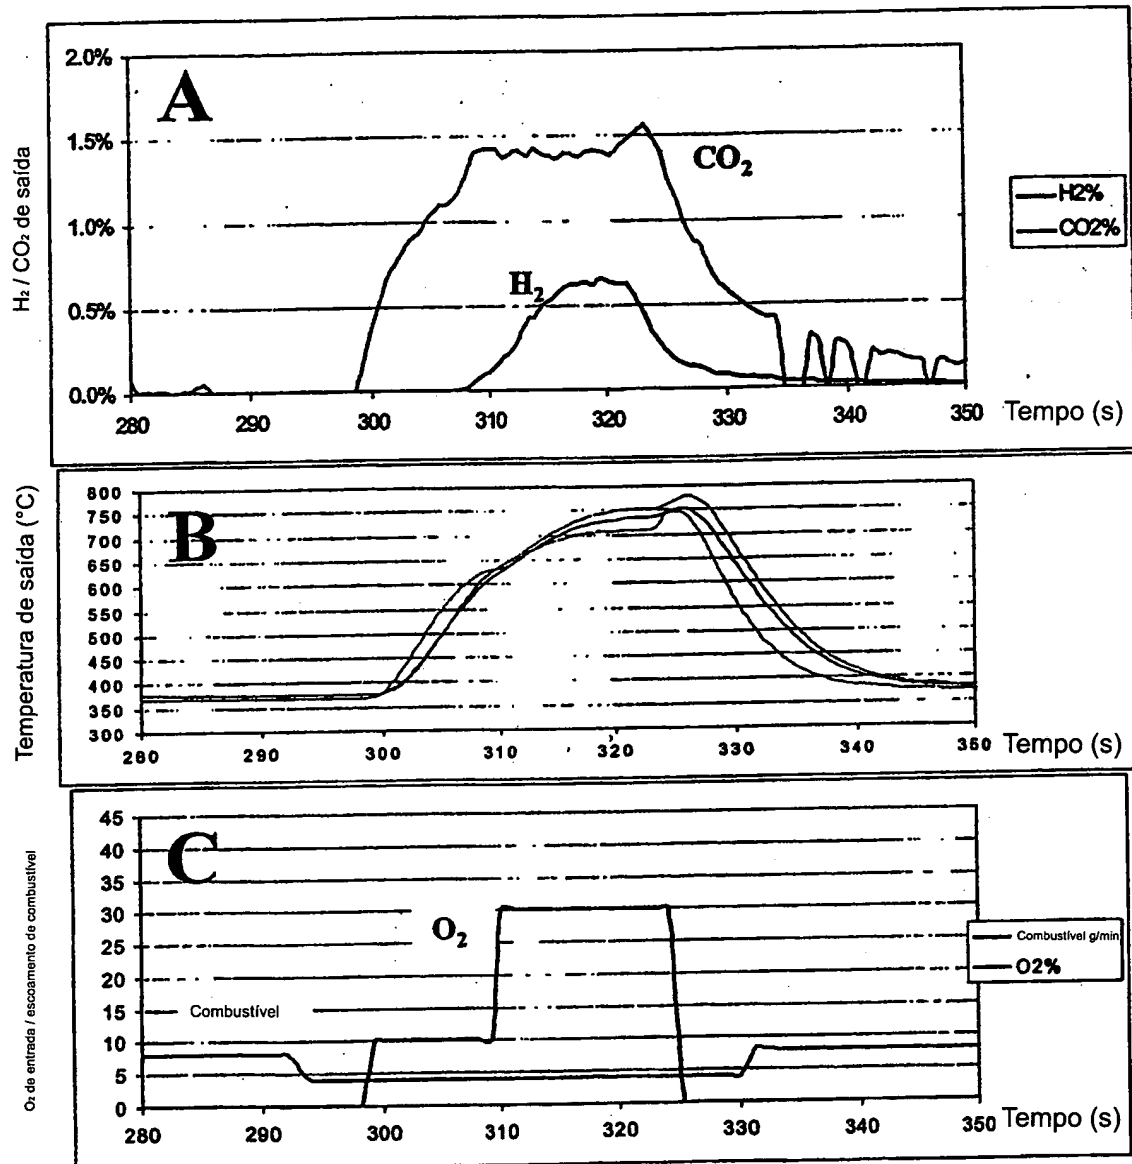 2.0%
A
1.5%
CO₂
H₂ / CO₂ de saída
H2%
CO2%
1.0%
H₂
0.5%
0.0%
280 290 300 310 320 330 340 350 Tempo (s)
Temperatura de saída (°C)
800
750
B
700
650
600
550
500
450
400
350
300
280 290 300 310 320 330 340 350 Tempo (s)
O₂ de entrada / escoamento de combustível
45
40
C
35
30
O₂
Combustível g/min
O2%
25
20
15
Combustível
10
5
0
280 290 300 310 320 330 340 350 Tempo (s)